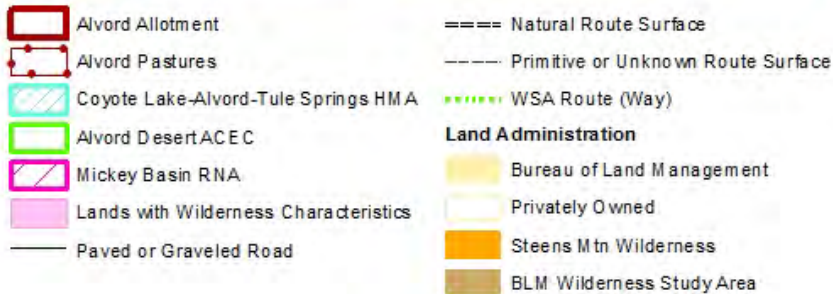 Alvord Allotment
Alvord Pastures
Coyote Lake-Alvord-Tule Springs HMA
Alvord Desert ACEC
Mickey Basin RNA
Lands with Wilderness Characteristics
Paved or Graveled Road
Natural Route Surface
Primitive or Unknown Route Surface
WSA Route (Way)
Land Administration
Bureau of Land Management
Privately Owned
Steens Mtn Wilderness
BLM Wilderness Study Area